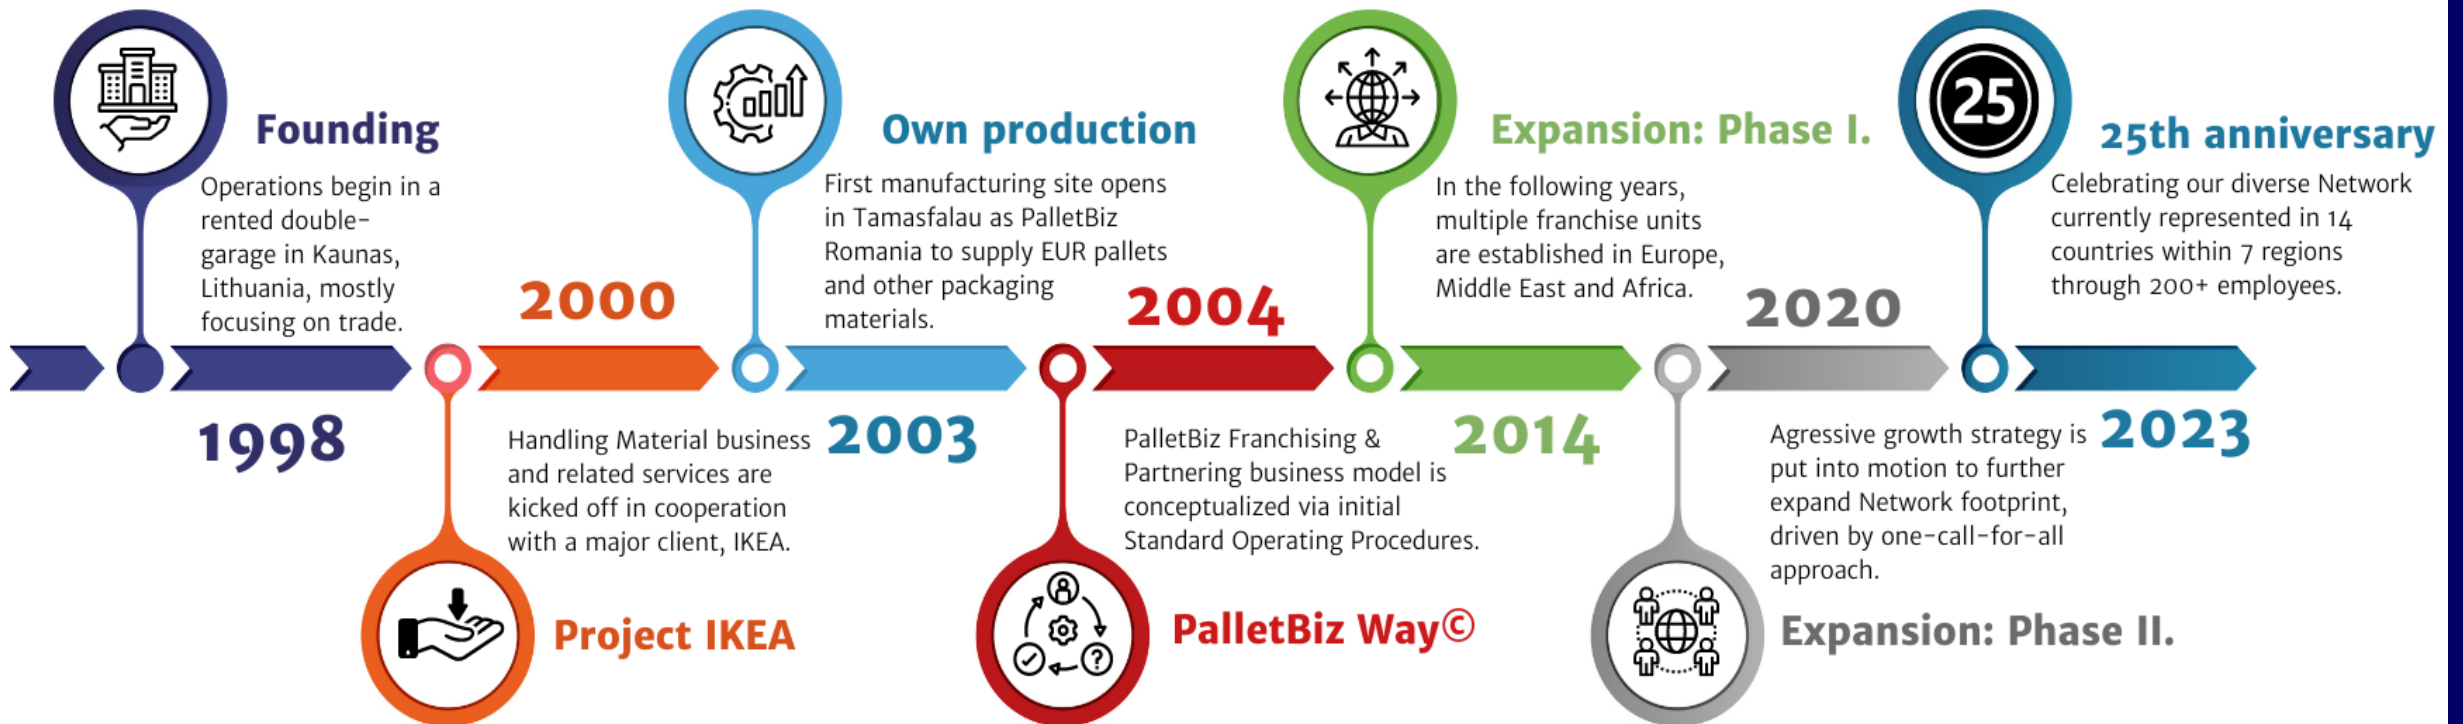 Founding
Operations begin in a
rented double-
garage in Kaunas,
Lithuania, mostly
focusing on trade.
1998
2000
Handling Material business
and related services are
kicked off in cooperation
with a major client, IKEA.
Project IKEA
Own production
First manufacturing site opens
in Tamasfalau as PalletBiz
Romania to supply EUR pallets
and other packaging
materials.
2003
2004
PalletBiz Franchising &
Partnering business model is
conceptualized via initial
Standard Operating Procedures.
PalletBiz Way©
Expansion: Phase I.
In the following years,
multiple franchise units
are established in Europe,
Middle East and Africa.
2014
2020
Agressive growth strategy is
put into motion to further
expand Network footprint,
driven by one-call-for-all
approach.
Expansion: Phase II.
25
25th anniversary
Celebrating our diverse Network
currently represented in 14
countries within 7 regions
through 200+ employees.
2023